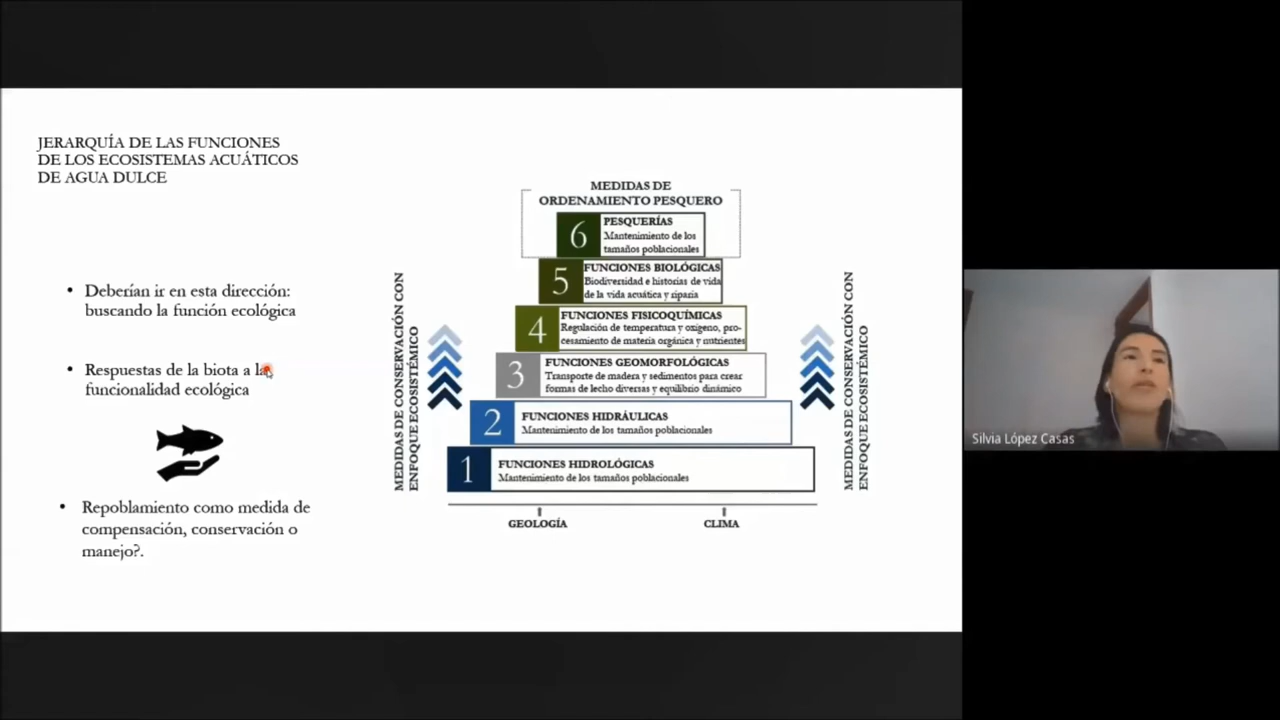 JERARQUÍA DE LAS FUNCIONES
DE LOS ECOSISTEMAS ACUÁTICOS
DE AGUA DULCE
• Deberían ir en esta dirección:
buscando la función ecológica
• Respuestas de la biota a la
funcionalidad ecológica
• Repoblamiento como medida de
compensación, conservación o
manejo?.
MEDIDAS DE CONSERVACIÓN CON
ENFOQUE ECOSISTÉMICO
MEDIDAS DE
ORDENAMIENTO PESQUERO
6
PESQUERÍAS
Mantenimiento de los
tamaños poblacionales
5
FUNCIONES BIOLÓGICAS
Biodiversidad e historias de vida
de la vida acuática y riparia
4
FUNCIONES FISICOQUÍMICAS
Regulación de temperatura y oxigeno, pro-
cesamiento de materia orgánica y nutrientes
3
FUNCIONES GEOMORFOLÓGICAS
Transporte de madera y sedimentos para crear
formas de lecho diversas y equilibrio dinámico
2
FUNCIONES HIDRÁULICAS
Mantenimiento de los tamaños poblacionales
1
FUNCIONES HIDROLÓGICAS
Mantenimiento de los tamaños poblacionales
GEOLOGÍA
CLIMA
MEDIDAS DE CONSERVACIÓN CON
ENFOQUE ECOSISTÉMICO
Silvia López Casas